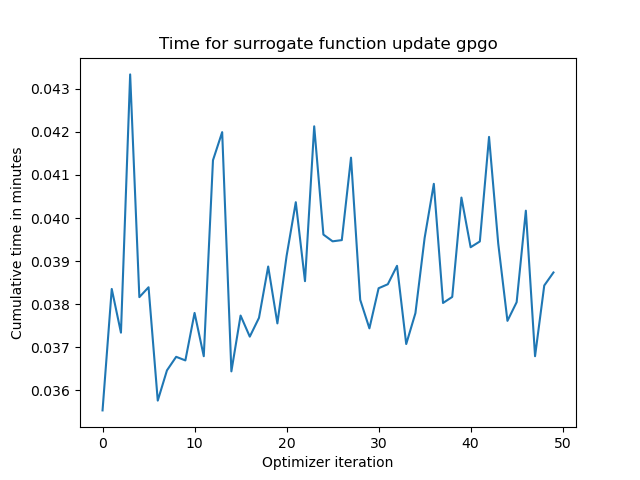 Time for surrogate function update gpgo
0.043
0.042
0.041
0.040
0.039
0.038
0.037
0.036
Cumulative time in minutes
0 10 20 30 40 50
Optimizer iteration